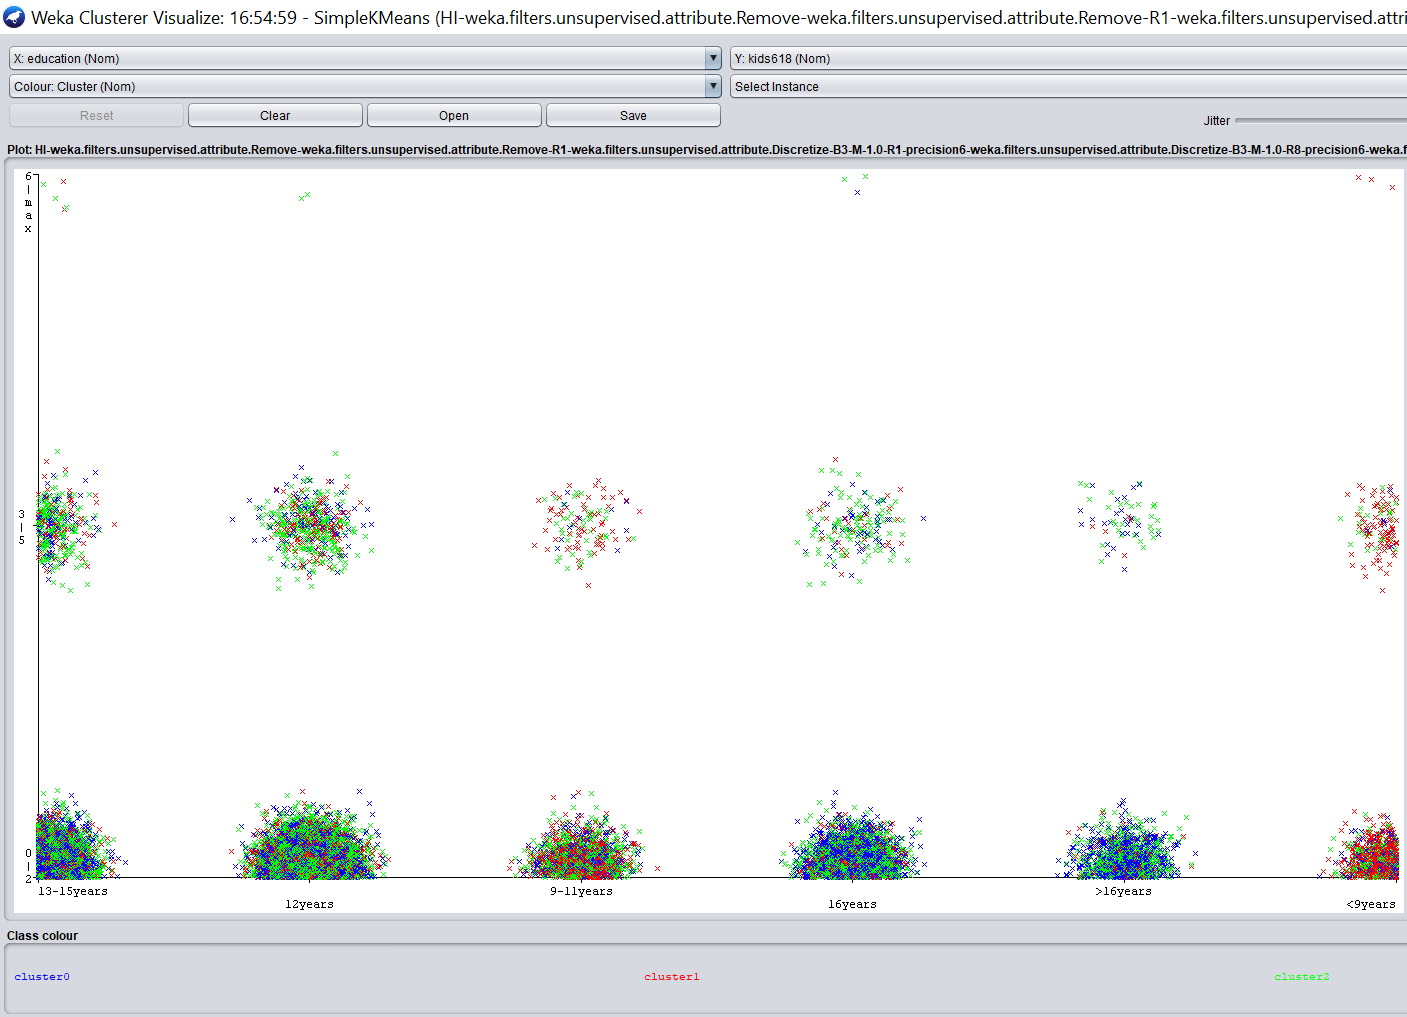 Weka Clusterer Visualize: 16:54:59 - SimpleKMeans (HI-weka.filters.unsupervised.attribute.Remove-weka.filters.unsupervised.attribute.Remove-R1-weka.filters.unsupervised.attri
X: education (Nom)
Y: kids618 (Nom)
Colour: Cluster (Nom)
Select Instance
Reset
Clear
Open
Save
Jitter
Plot: HI-weka.filters.unsupervised.attribute.Remove-weka.filters.unsupervised.attribute.Remove-R1-weka.filters.unsupervised.attribute.Discretize-B3-M-1.0-R1-precision6-weka.filters.unsupervised.attribute.Discretize-B3-M-1.0-R8-precision6-weka.f
6-max
3-5
0-2
13-15years
12years
9-11years
16years
>16years
<9years
Class colour
cluster0
cluster1
cluster2